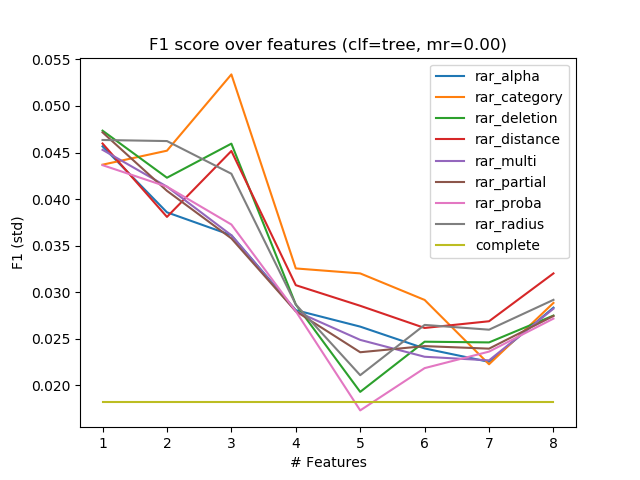 F1 score over features (clf=tree, mr=0.00)
F1 (std)
0.055
0.050
0.045
0.040
0.035
0.030
0.025
0.020
rar_alpha
rar_category
rar_deletion
rar_distance
rar_multi
rar_partial
rar_proba
rar_radius
complete
1 2 3 4 5 6 7 8
# Features